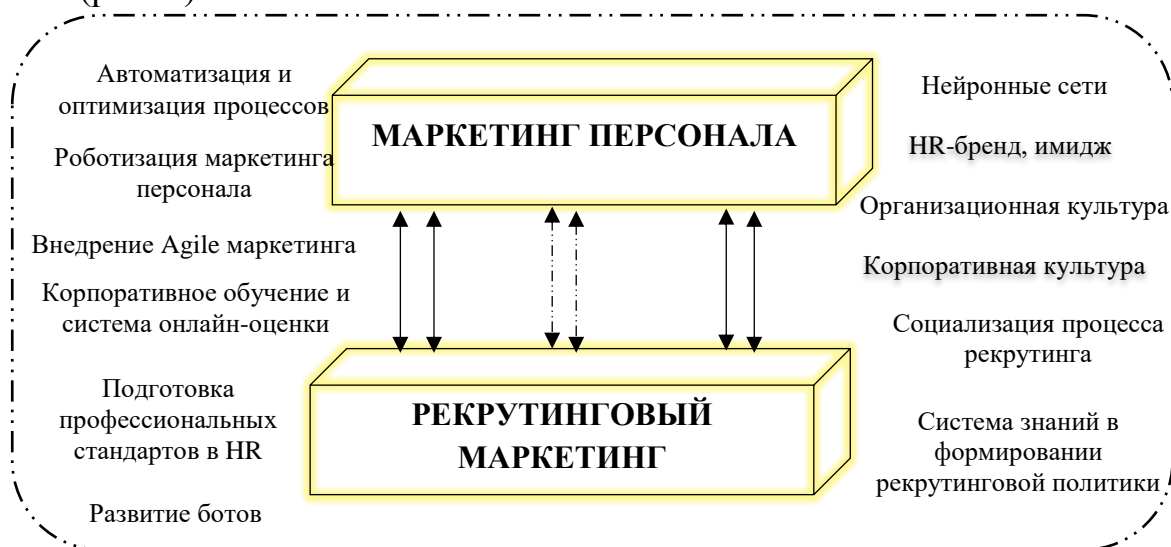 Автоматизация и
оптимизация процессов
Роботизация маркетинга
персонала
Внедрение Agile маркетинга
Корпоративное обучение и
система онлайн-оценки
Подготовка
профессиональных
стандартов в HR
Развитие ботов
МАРКЕТИНГ ПЕРСОНАЛА
РЕКРУТИНГОВЫЙ
МАРКЕТИНГ
Нейронные сети
HR-бренд, имидж
Организационная культура
Корпоративная культура
Социализация процесса
рекрутинга
Система знаний в
формировании
рекрутинговой политики